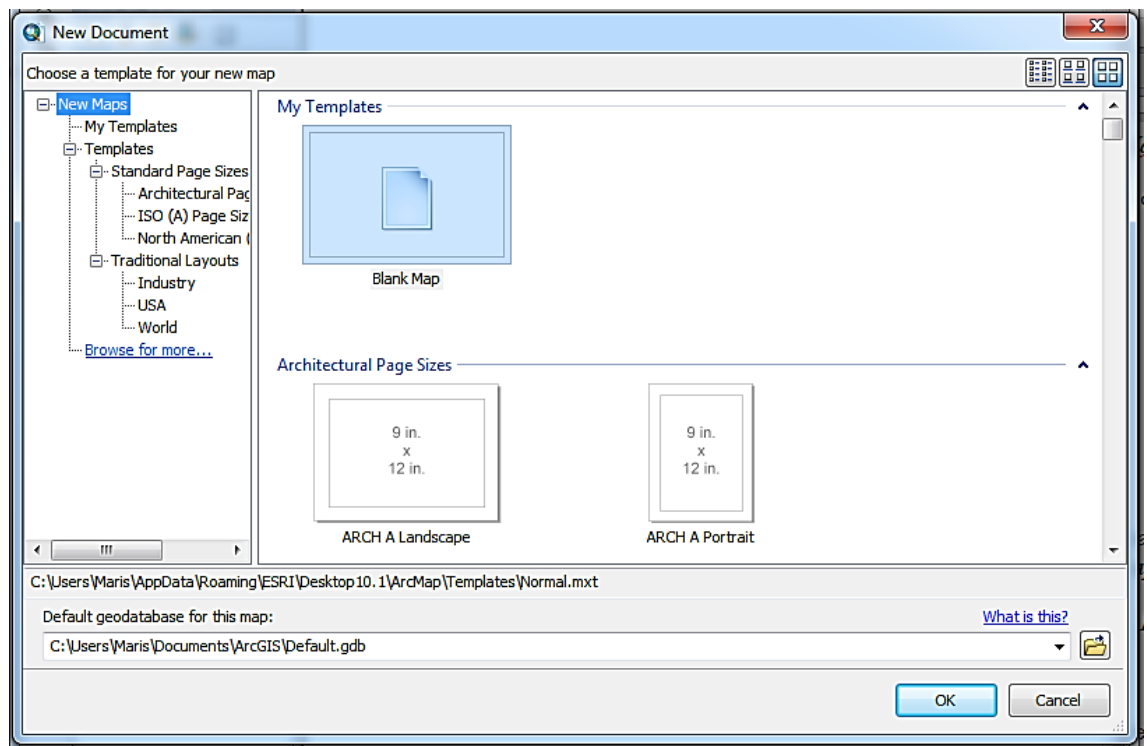 New Document
Choose a template for your new map
New Maps
My Templates
Templates
Standard Page Sizes
Architectural Pag
ISO (A) Page Siz
North American (
Traditional Layouts
Industry
USA
World
Browse for more...
My Templates
Blank Map
Architectural Page Sizes
9 in.
x
12 in.
ARCH A Landscape
9 in.
x
12 in.
ARCH A Portrait
C:\Users\Maris\AppData\Roaming\ESRI\Desktop10.1\ArcMap\Templates\Normal.mxt
Default geodatabase for this map:
What is this?
C:\Users\Maris\Documents\ArcGIS\Default.gdb
OK
Cancel